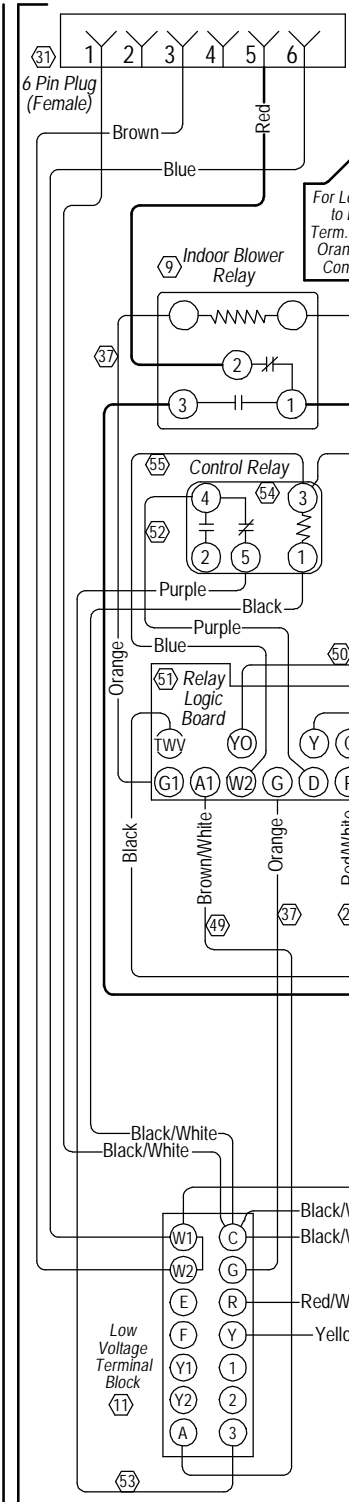 1 2 3 4 5 6
31
6 Pin Plug
(Female)
Brown
Red
Blue
For
to
Term.
9
Indoor Blower
Relay
37
2
3
1
55
Control Relay
54
4
3
52
2
5
1
Purple
Black
Purple
Blue
Orange
51
Relay
Logic
Board
50
TWV
YO
Y
G1
A1
W2
G
D
Black
Brown/White
Orange
Red/White
49
37
Black/White
Black/White
Black/
Black/
W1
C
W2
G
E
R
Red/W
F
Y
Low
Voltage
Terminal
Block
11
Y1
1
Y2
2
A
3
53